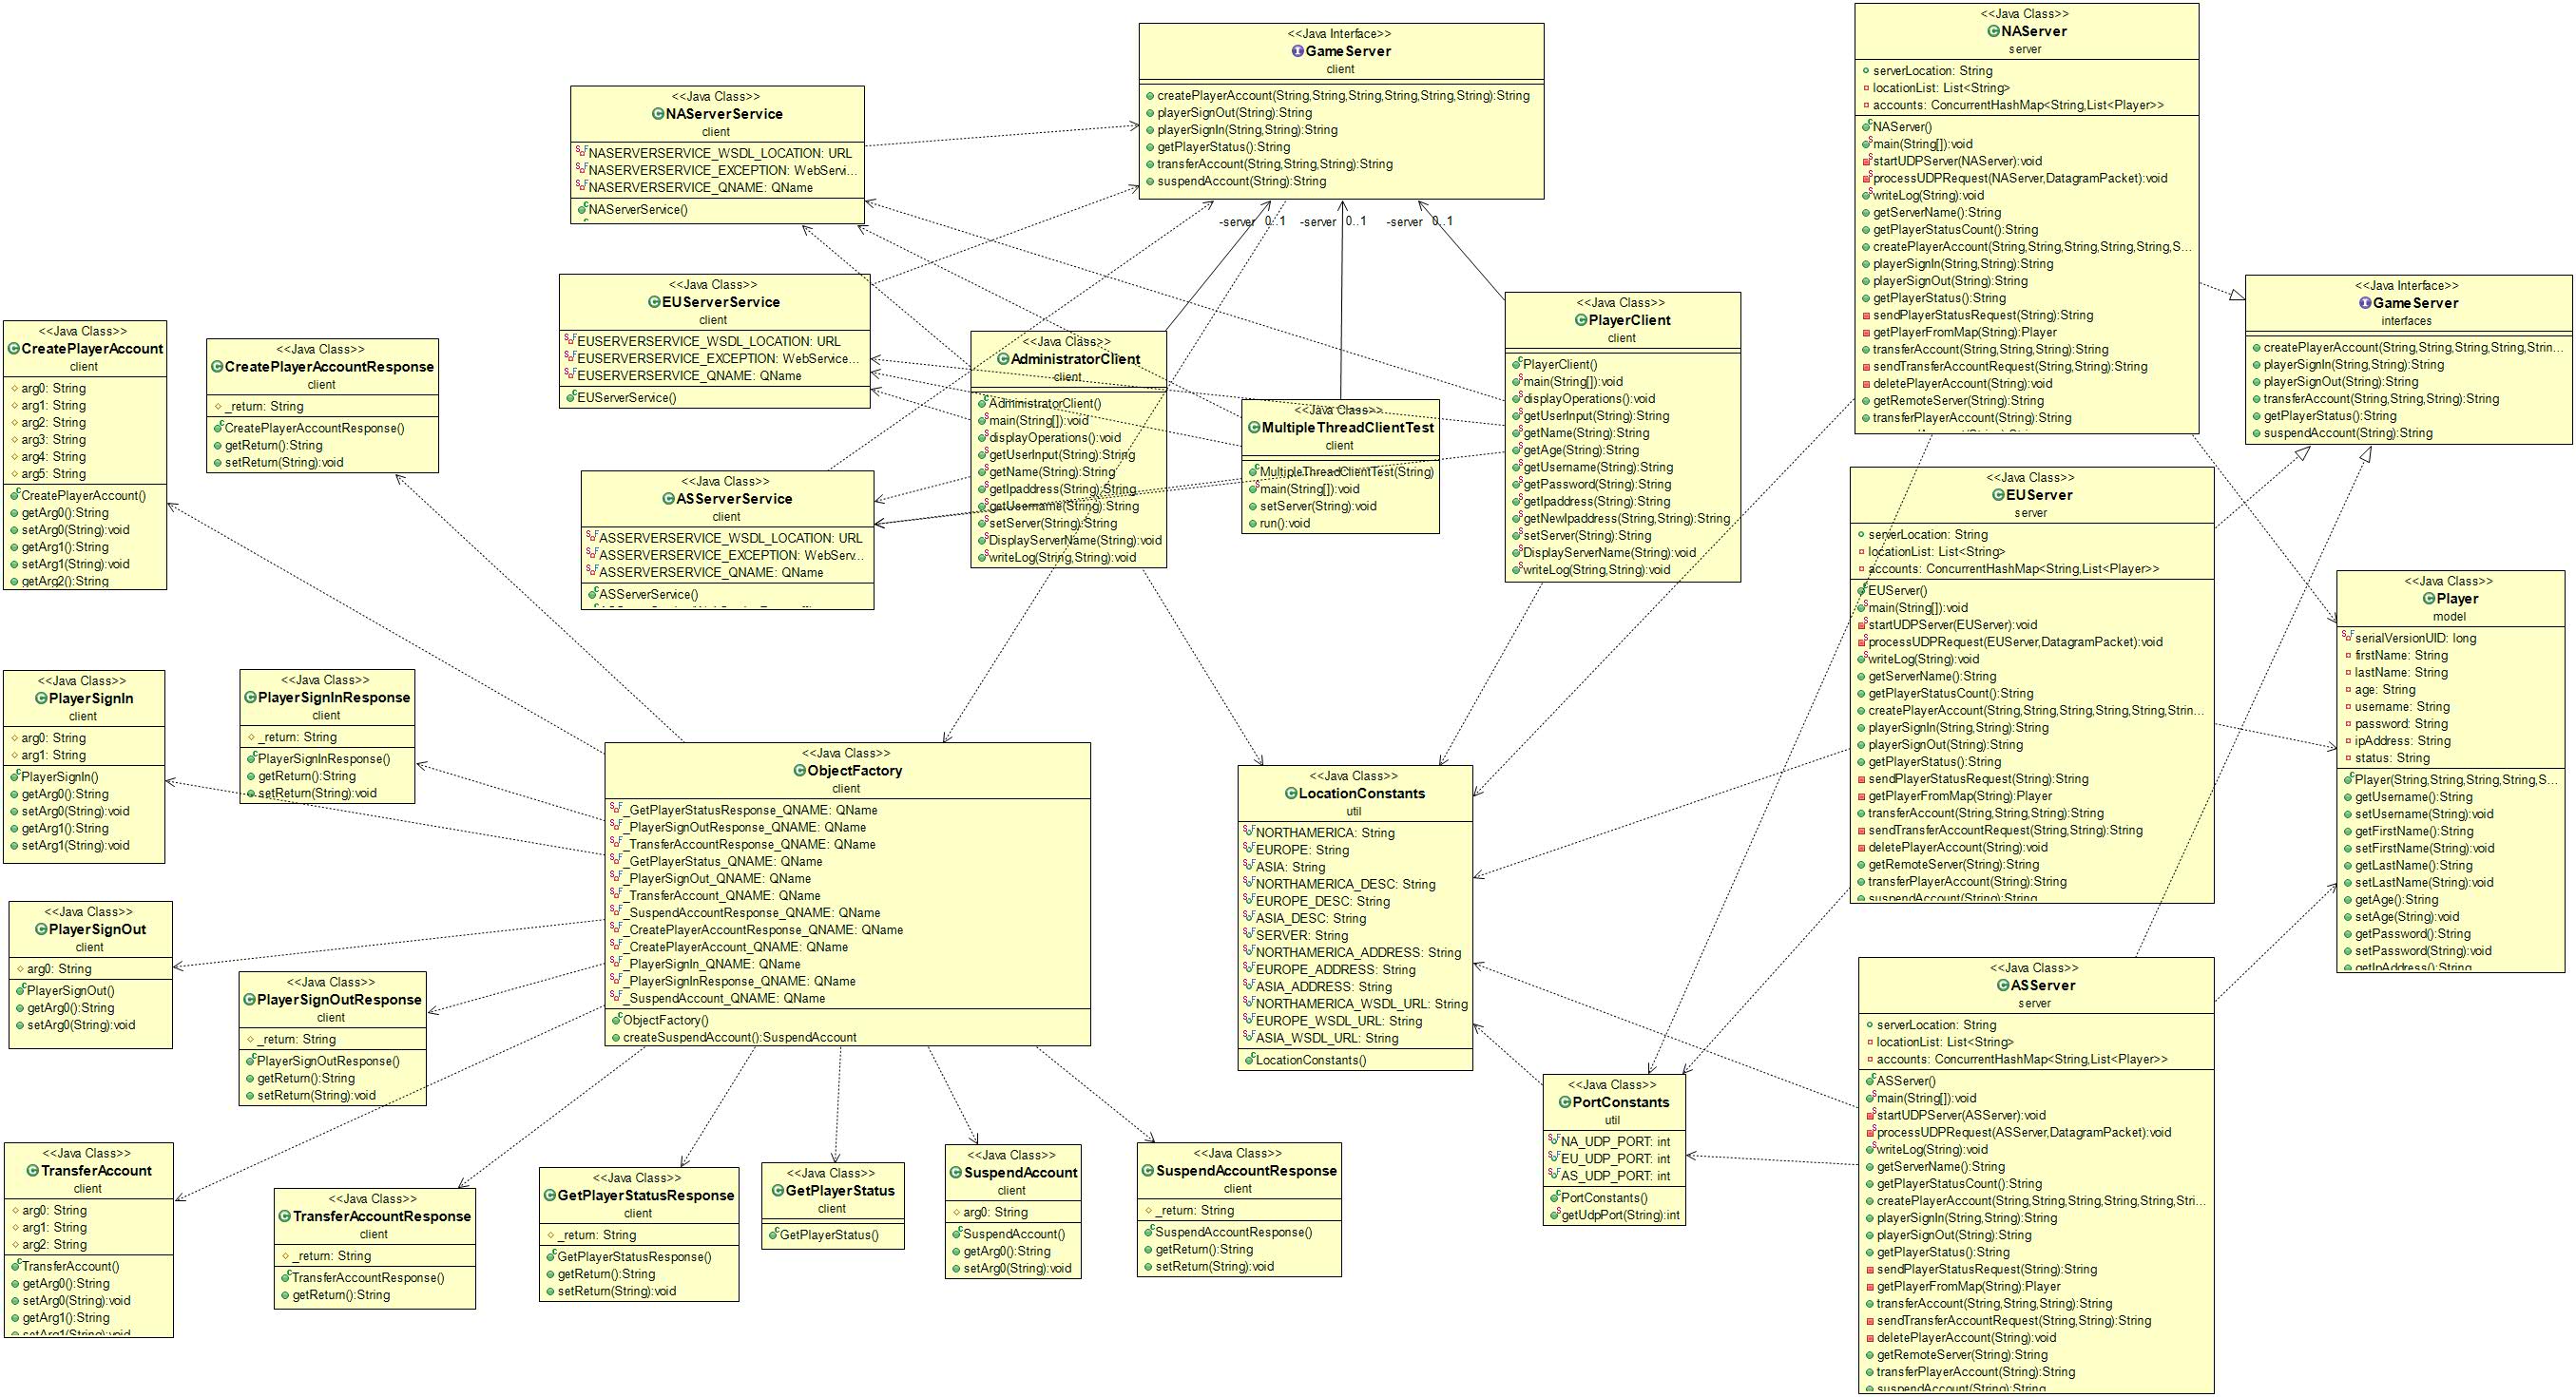 <<Java Interface>>
GameServer
client
createPlayerAccount(String,String,String,String,String,String):String
playerSignOut(String):String
playerSignIn(String,String):String
getPlayerStatus():String
transferAccount(String,String,String):String
suspendAccount(String):String
-server 0..1
-server 0..1
-server 0..1
<<Java Class>>
NAServerService
client
NASERVERSERVICE_WSDL_LOCATION: URL
NASERVERSERVICE_EXCEPTION: WebServi...
NASERVERSERVICE_QNAME: QName
NAServerService()
<<Java Class>>
EUServerService
client
EUSERVERSERVICE_WSDL_LOCATION: URL
EUSERVERSERVICE_EXCEPTION: WebService...
EUSERVERSERVICE_QNAME: QName
EUServerService()
<<Java Class>>
ASServerService
client
ASSERVERSERVICE_WSDL_LOCATION: URL
ASSERVERSERVICE_EXCEPTION: WebServ...
ASSERVERSERVICE_QNAME: QName
ASServerService()
<<Java Class>>
AdministratorClient
client
AdministratorClient()
main(String[]):void
displayOperations():void
getUserInput(String):String
getName(String):String
getIpaddress(String):String
getUsername(String):String
setServer(String):String
DisplayServerName(String):void
writeLog(String,String):void
<<Java Class>>
MultipleThreadClientTest
client
MultipleThreadClientTest(String)
main(String[]):void
setServer(String):void
run():void
<<Java Class>>
PlayerClient
client
PlayerClient()
main(String[]):void
displayOperations():void
getUserInput(String):String
getName(String):String
getAge(String):String
getUsername(String):String
getPassword(String):String
getIpaddress(String):String
getNewIpaddress(String,String):String
setServer(String):String
DisplayServerName(String):void
writeLog(String,String):void
<<Java Class>>
NAServer
server
serverLocation: String
locationList: List<String>
accounts: ConcurrentHashMap<String,List<Player>>
NAServer()
main(String[]):void
startUDPServer(NAServer):void
processUDPRequest(NAServer,DatagramPacket):void
writeLog(String):void
getServerName():String
getPlayerStatusCount():String
createPlayerAccount(String,String,String,String,String,S...
playerSignIn(String,String):String
playerSignOut(String):String
getPlayerStatus():String
sendPlayerStatusRequest(String):String
getPlayerFromMap(String):Player
transferAccount(String,String,String):String
sendTransferAccountRequest(String,String):String
deletePlayerAccount(String):void
getRemoteServer(String):String
transferPlayerAccount(String):String
<<Java Interface>>
GameServer
interfaces
createPlayerAccount(String,String,String,String,Strin...
playerSignIn(String,String):String
playerSignOut(String):String
transferAccount(String,String,String):String
getPlayerStatus():String
suspendAccount(String):String
<<Java Class>>
EUServer
server
serverLocation: String
locationList: List<String>
accounts: ConcurrentHashMap<String,List<Player>>
EUServer()
main(String[]):void
startUDPServer(EUServer):void
processUDPRequest(EUServer,DatagramPacket):void
writeLog(String):void
getServerName():String
getPlayerStatusCount():String
createPlayerAccount(String,String,String,String,String,Strin...
playerSignIn(String,String):String
playerSignOut(String):String
getPlayerStatus():String
sendPlayerStatusRequest(String):String
getPlayerFromMap(String):Player
transferAccount(String,String,String):String
sendTransferAccountRequest(String,String):String
deletePlayerAccount(String):void
getRemoteServer(String):String
transferPlayerAccount(String):String
suspendAccount(String):String
<<Java Class>>
Player
model
serialVersionUID: long
firstName: String
lastName: String
age: String
username: String
password: String
ipAddress: String
status: String
Player(String,String,String,String,S...
getUsername():String
setUsername(String):void
getFirstName():String
setFirstName(String):void
getLastName():String
setLastName(String):void
getAge():String
setAge(String):void
getPassword():String
setPassword(String):void
getIpAddress():String
<<Java Class>>
ASServer
server
serverLocation: String
locationList: List<String>
accounts: ConcurrentHashMap<String,List<Player>>
ASServer()
main(String[]):void
startUDPServer(ASServer):void
processUDPRequest(ASServer,DatagramPacket):void
writeLog(String):void
getServerName():String
getPlayerStatusCount():String
createPlayerAccount(String,String,String,String,String,Stri...
playerSignIn(String,String):String
playerSignOut(String):String
getPlayerStatus():String
sendPlayerStatusRequest(String):String
getPlayerFromMap(String):Player
transferAccount(String,String,String):String
sendTransferAccountRequest(String,String):String
deletePlayerAccount(String):void
getRemoteServer(String):String
transferPlayerAccount(String):String
suspendAccount(String):String
<<Java Class>>
CreatePlayerAccount
client
arg0: String
arg1: String
arg2: String
arg3: String
arg4: String
arg5: String
CreatePlayerAccount()
getArg0():String
setArg0(String):void
getArg1():String
setArg1(String):void
getArg2():String
<<Java Class>>
CreatePlayerAccountResponse
client
_return: String
CreatePlayerAccountResponse()
getReturn():String
setReturn(String):void
<<Java Class>>
PlayerSignIn
client
arg0: String
arg1: String
PlayerSignIn()
getArg0():String
setArg0(String):void
getArg1():String
setArg1(String):void
<<Java Class>>
PlayerSignInResponse
client
_return: String
PlayerSignInResponse()
getReturn():String
setReturn(String):void
<<Java Class>>
PlayerSignOut
client
arg0: String
PlayerSignOut()
getArg0():String
setArg0(String):void
<<Java Class>>
PlayerSignOutResponse
client
_return: String
PlayerSignOutResponse()
getReturn():String
setReturn(String):void
<<Java Class>>
ObjectFactory
client
_GetPlayerStatusResponse_QNAME: QName
_PlayerSignOutResponse_QNAME: QName
_TransferAccountResponse_QNAME: QName
_GetPlayerStatus_QNAME: QName
_PlayerSignOut_QNAME: QName
_TransferAccount_QNAME: QName
_SuspendAccountResponse_QNAME: QName
_CreatePlayerAccountResponse_QNAME: QName
_CreatePlayerAccount_QNAME: QName
_PlayerSignIn_QNAME: QName
_PlayerSignInResponse_QNAME: QName
_SuspendAccount_QNAME: QName
ObjectFactory()
createSuspendAccount():SuspendAccount
<<Java Class>>
LocationConstants
util
NORTHAMERICA: String
EUROPE: String
ASIA: String
NORTHAMERICA_DESC: String
EUROPE_DESC: String
ASIA_DESC: String
SERVER: String
NORTHAMERICA_ADDRESS: String
EUROPE_ADDRESS: String
ASIA_ADDRESS: String
NORTHAMERICA_WSDL_URL: String
EUROPE_WSDL_URL: String
ASIA_WSDL_URL: String
LocationConstants()
<<Java Class>>
PortConstants
util
NA_UDP_PORT: int
EU_UDP_PORT: int
AS_UDP_PORT: int
PortConstants()
getUdpPort(String):int
<<Java Class>>
TransferAccount
client
arg0: String
arg1: String
arg2: String
TransferAccount()
getArg0():String
setArg0(String):void
getArg1():String
setArg1(String):void
<<Java Class>>
TransferAccountResponse
client
_return: String
TransferAccountResponse()
getReturn():String
<<Java Class>>
GetPlayerStatusResponse
client
_return: String
GetPlayerStatusResponse()
getReturn():String
setReturn(String):void
<<Java Class>>
GetPlayerStatus
client
GetPlayerStatus()
<<Java Class>>
SuspendAccount
client
arg0: String
SuspendAccount()
getArg0():String
setArg0(String):void
<<Java Class>>
SuspendAccountResponse
client
_return: String
SuspendAccountResponse()
getReturn():String
setReturn(String):void